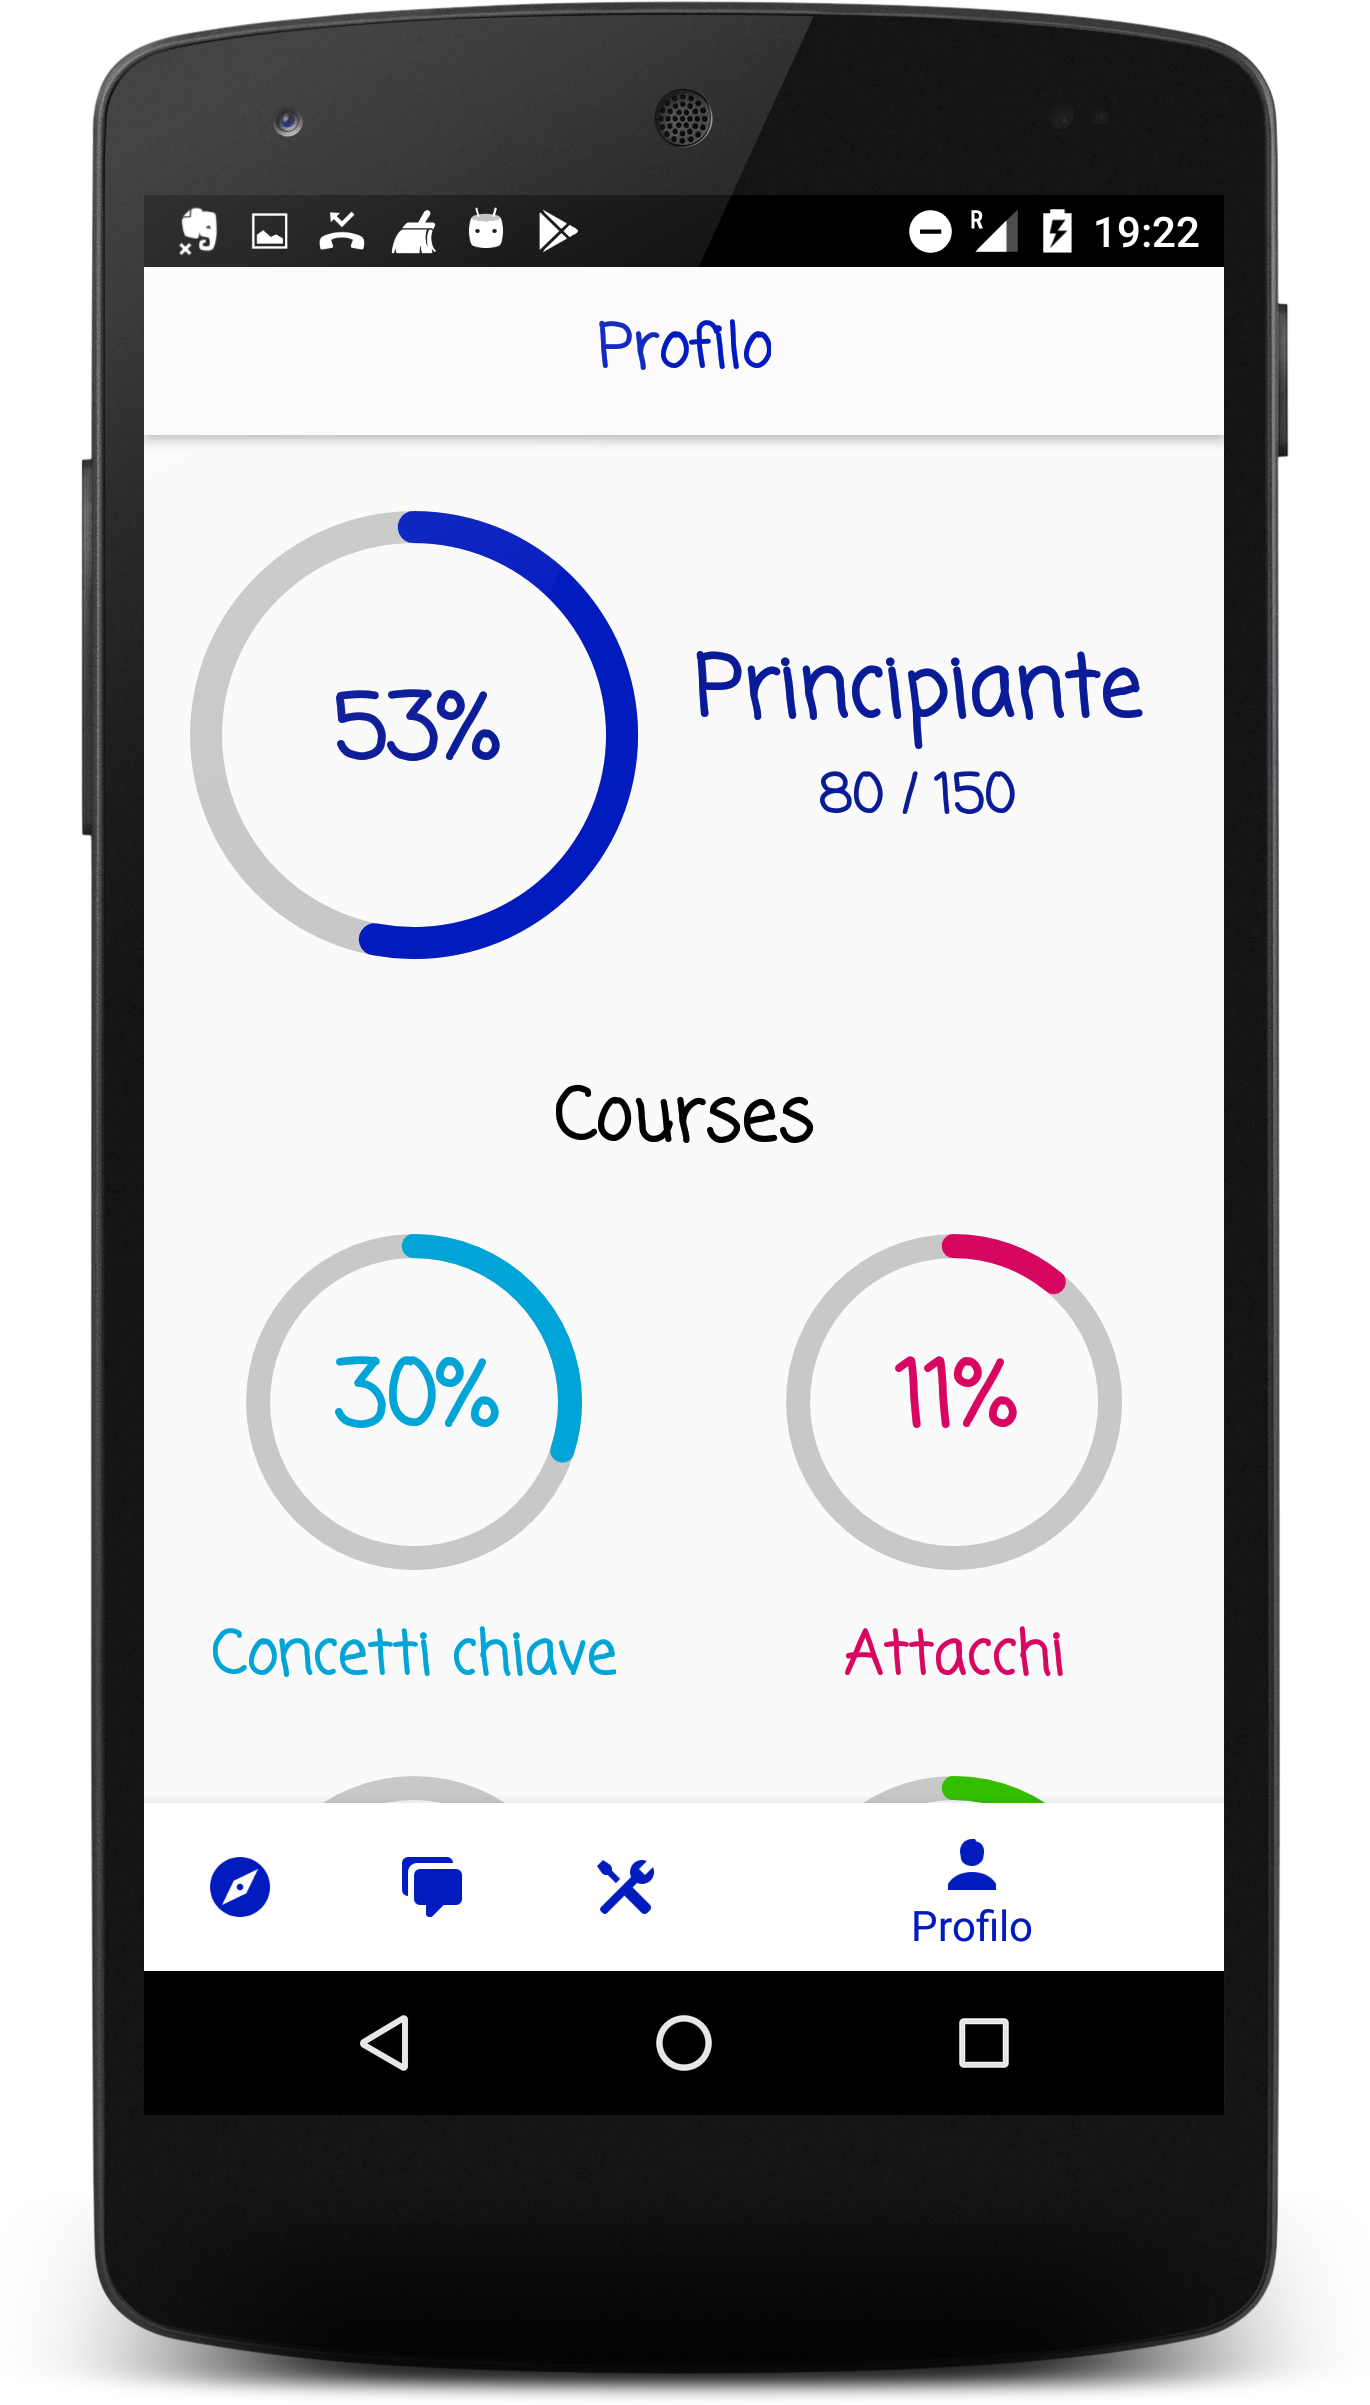 R 19:22
Profilo
53%
Principiante
80 / 150
Courses
30%
11%
Concetti chiave
Attacchi
Profilo